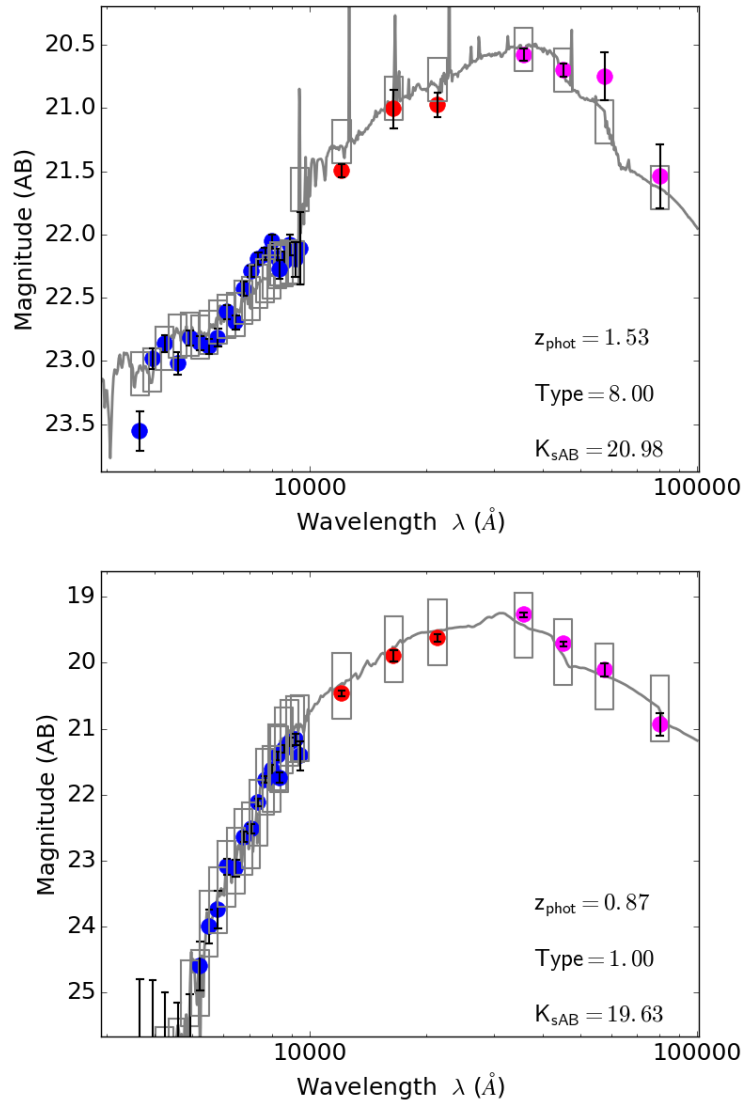 20.5
21.0
21.5
22.0
22.5
23.0
23.5
Magnitude (AB)
z_phot = 1.53
Type = 8.00
K_sAB = 20.98
10000 100000
Wavelength λ (Å)
19
20
21
22
23
24
25
Magnitude (AB)
z_phot = 0.87
Type = 1.00
K_sAB = 19.63
10000 100000
Wavelength λ (Å)